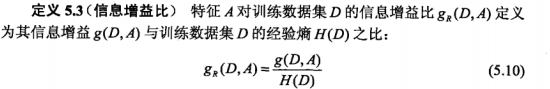 定义 5.3(信息增益比) 特征 A 对训练数据集 D 的信息增益比 g_R(D, A) 定义
为其信息增益 g(D, A) 与训练数据集 D 的经验熵 H(D) 之比:
g_R(D, A) = g(D, A) / H(D) (5.10)